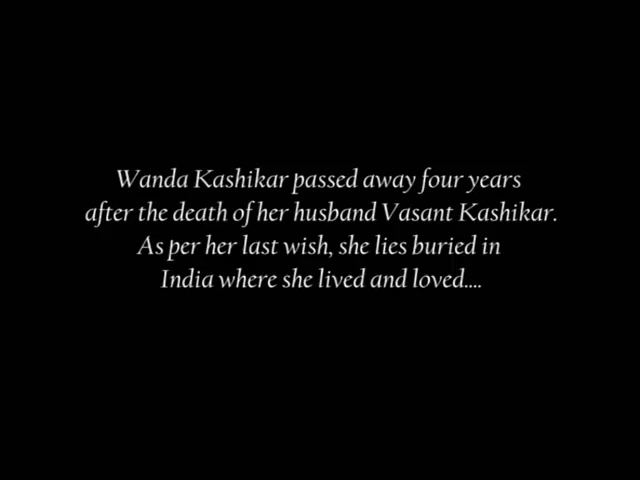 Wanda Kashikar passed away four years
after the death of her husband Vasant Kashikar.
As per her last wish, she lies buried in
India where she lived and loved....